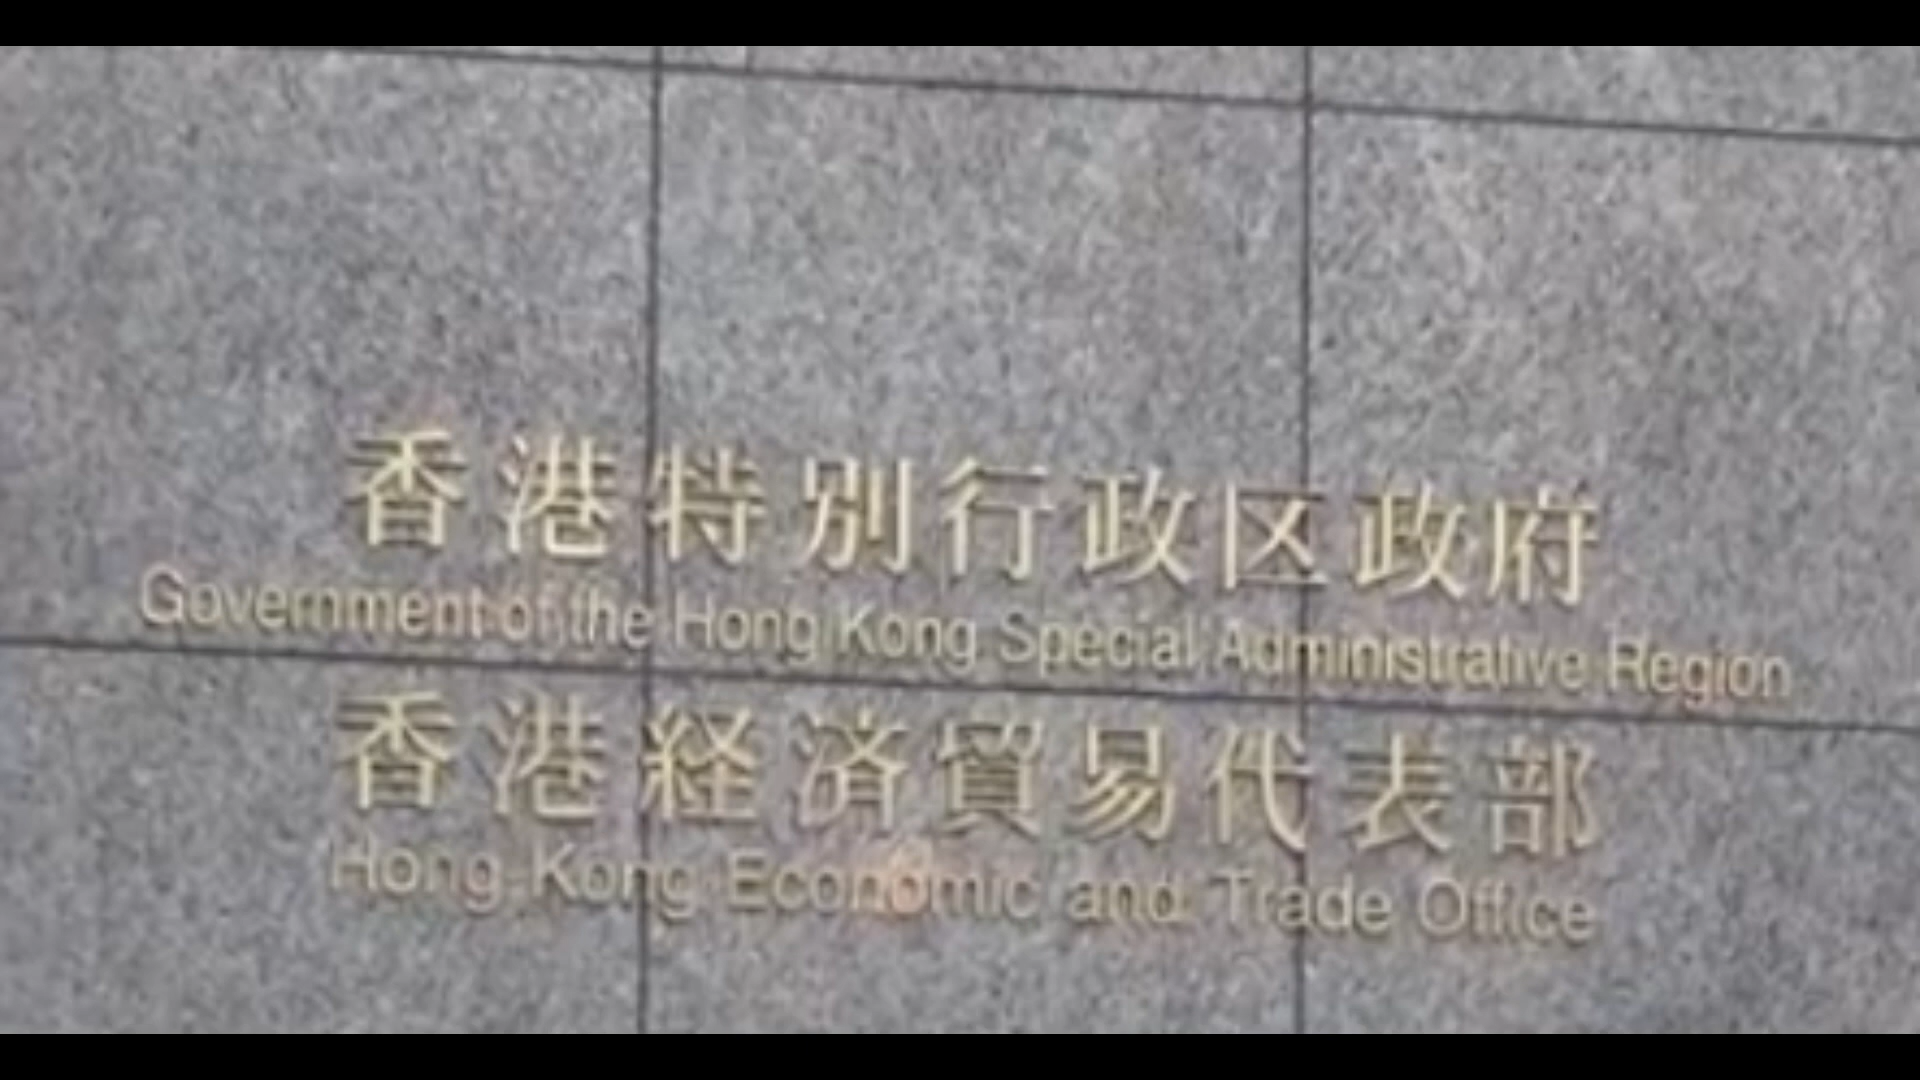 香港特別行政区政府
Government of the Hong Kong Special Administrative Region
香港経済貿易代表部
Hong Kong Economic and Trade Office